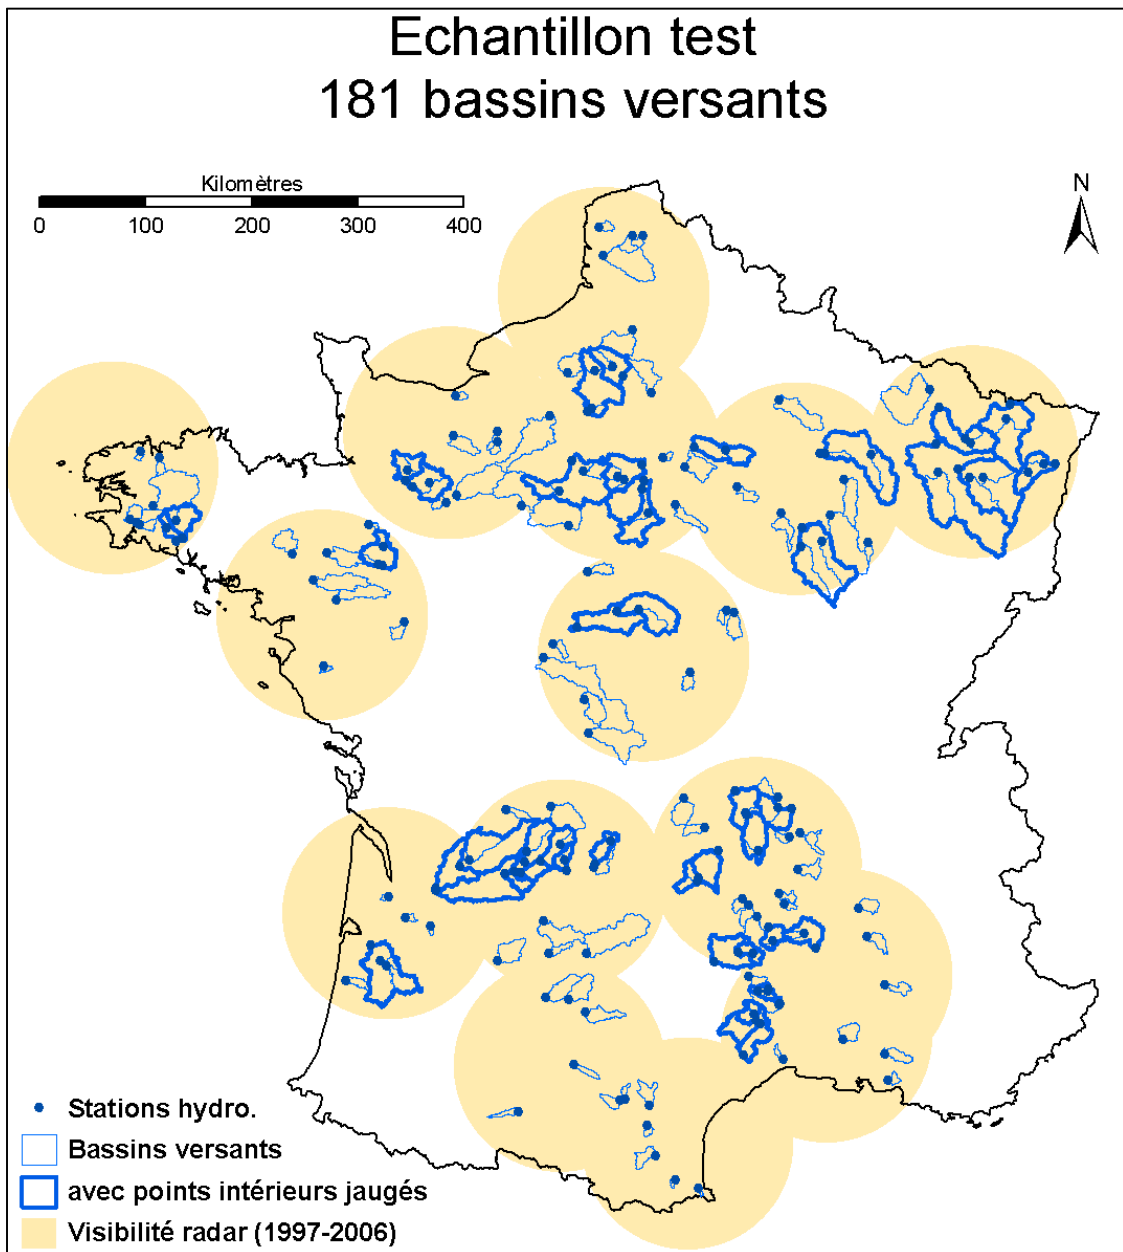 Echantillon test
181 bassins versants
Kilomètres
0 100 200 300 400
N
Stations hydro.
Bassins versants
avec points intérieurs jaugés
Visibilité radar (1997-2006)